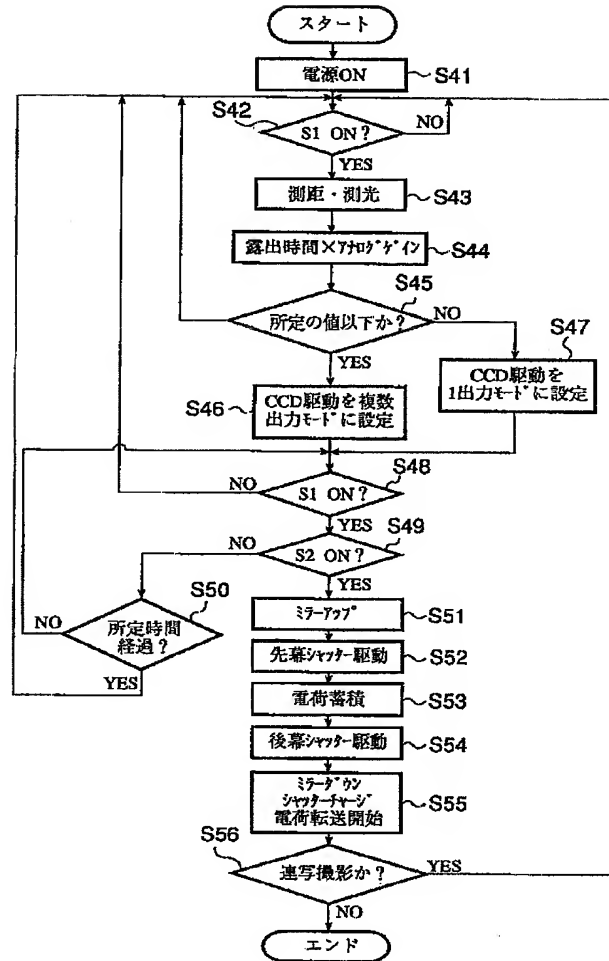 スタート
電源ON
S41
S42
S1 ON?
NO
YES
測距・測光
S43
露出時間×アナログゲイン
S44
S45
所定の値以下か?
NO
YES
S47
S46
CCD駆動を複数
出力モードに設定
CCD駆動を
1出力モードに設定
S48
NO
S1 ON?
YES
S49
NO
S2 ON?
YES
S50
NO
所定時間
経過?
YES
ミラーアップ
S51
先幕シャッター駆動
S52
電荷蓄積
S53
後幕シャッター駆動
S54
ミラーダウン
シャッターチャージ
電荷転送開始
S55
S56
連写撮影か?
YES
NO
エンド